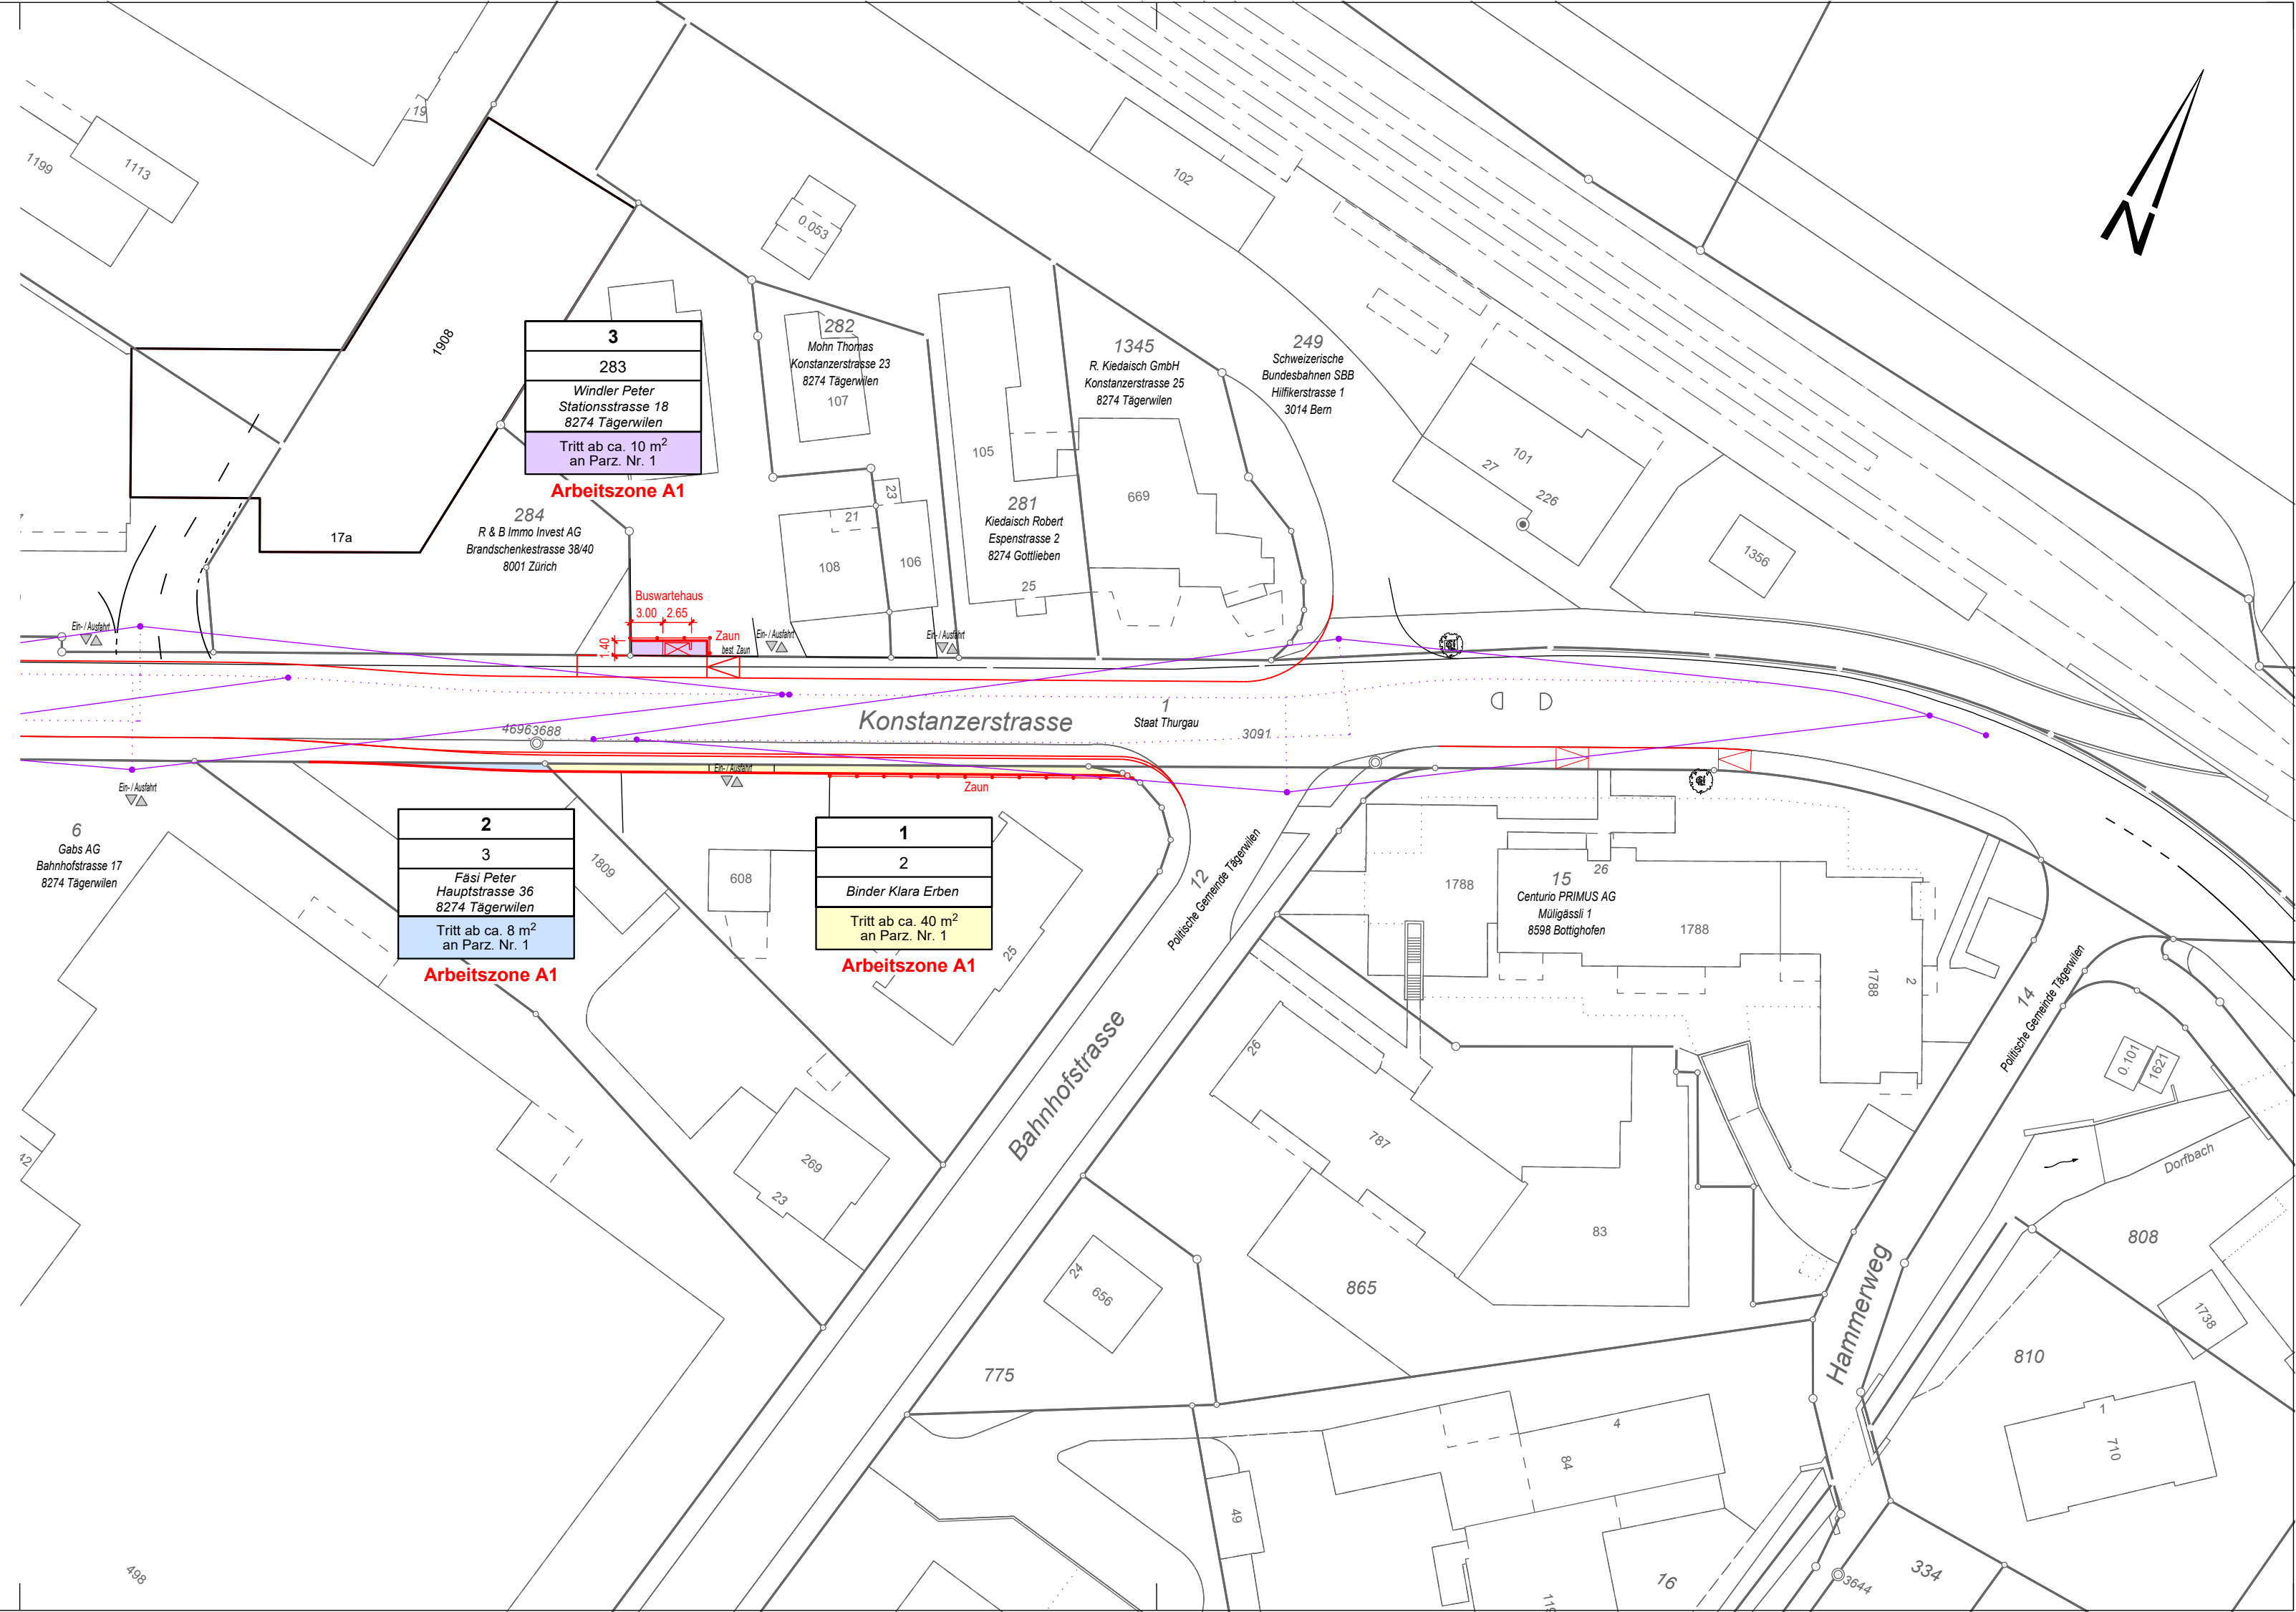 19
1199
1113
0.053
102
N
1908
3
283
Windler Peter
Stationsstrasse 18
8274 Tägerwilen
Tritt ab ca. 10 m²
an Parz. Nr. 1
Arbeitszone A1
282
Mohn Thomas
Konstanzerstrasse 23
8274 Tägerwilen
107
1345
R. Kiedaisch GmbH
Konstanzerstrasse 25
8274 Tägerwilen
249
Schweizerische
Bundesbahnen SBB
Hilfikerstrasse 1
3014 Bern
105
669
101
27
226
1356
23
21
281
Kiedaisch Robert
Espenstrasse 2
8274 Gottlieben
25
17a
284
R & B Immo Invest AG
Brandschenkestrasse 38/40
8001 Zürich
108
106
Buswartehaus
3.00
2.65
1.40
Zaun
best. Zaun
Ein- / Ausfahrt
Ein- / Ausfahrt
Ein- / Ausfahrt
Konstanzerstrasse
1
Staat Thurgau
3091
46963688
Ein- / Ausfahrt
Ein- / Ausfahrt
Zaun
6
Gabs AG
Bahnhofstrasse 17
8274 Tägerwilen
2
3
Fäsi Peter
Hauptstrasse 36
8274 Tägerwilen
Tritt ab ca. 8 m²
an Parz. Nr. 1
Arbeitszone A1
1809
608
1
2
Binder Klara Erben
Tritt ab ca. 40 m²
an Parz. Nr. 1
Arbeitszone A1
25
12
Politische Gemeinde Tägerwilen
1788
26
15
Centurio PRIMUS AG
Müligässli 1
8598 Bottighofen
1788
1788
2
14
Politische Gemeinde Tägerwilen
0.101
1621
Dorfbach
Bahnhofstrasse
26
787
83
42
269
23
24
656
865
808
1738
Hammerweg
810
775
4
84
1
710
49
498
16
3644
334